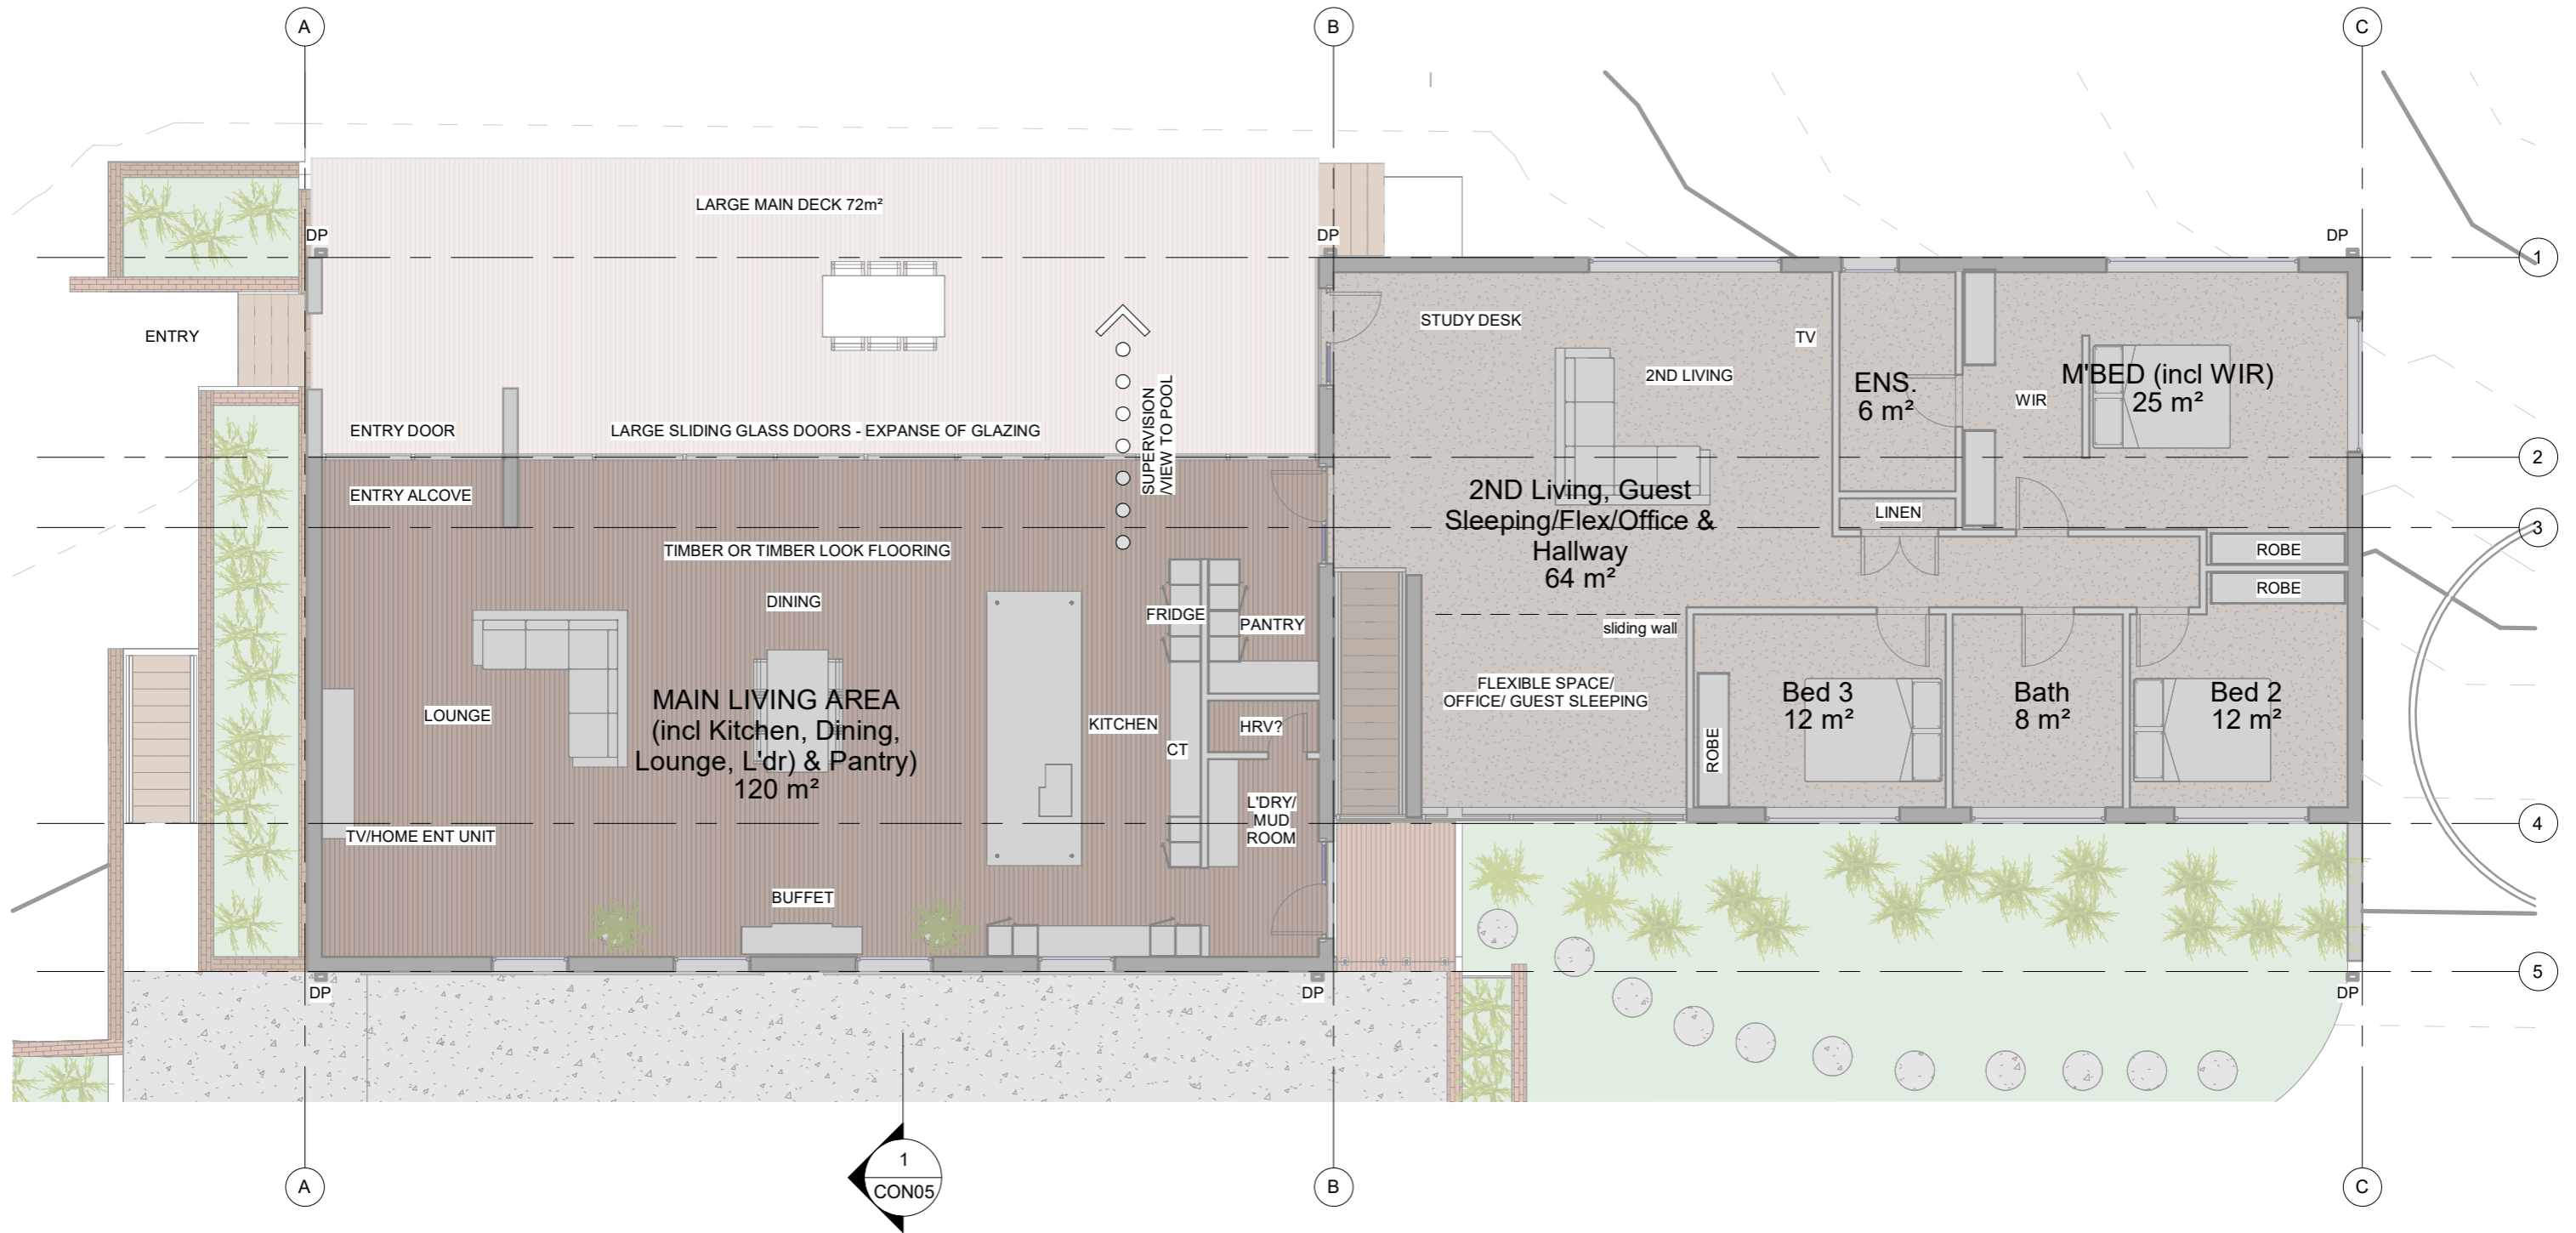 A
B
C
LARGE MAIN DECK 72m²
DP
DP
DP
1
ENTRY
STUDY DESK
TV
2ND LIVING
ENS.
6 m²
WIR
M'BED (incl WIR)
25 m²
ENTRY DOOR
LARGE SLIDING GLASS DOORS - EXPANSE OF GLAZING
SUPERVISION
/VIEW TO POOL
2
ENTRY ALCOVE
2ND Living, Guest
Sleeping/Flex/Office &
Hallway
64 m²
LINEN
3
TIMBER OR TIMBER LOOK FLOORING
ROBE
ROBE
DINING
FRIDGE
PANTRY
sliding wall
LOUNGE
MAIN LIVING AREA
(incl Kitchen, Dining,
Lounge, L'dr) & Pantry)
120 m²
KITCHEN
CT
HRV?
FLEXIBLE SPACE/
OFFICE/ GUEST SLEEPING
ROBE
Bed 3
12 m²
Bath
8 m²
Bed 2
12 m²
L'DRY/
MUD
ROOM
TV/HOME ENT UNIT
4
BUFFET
5
DP
DP
DP
1
CON05
A
B
C